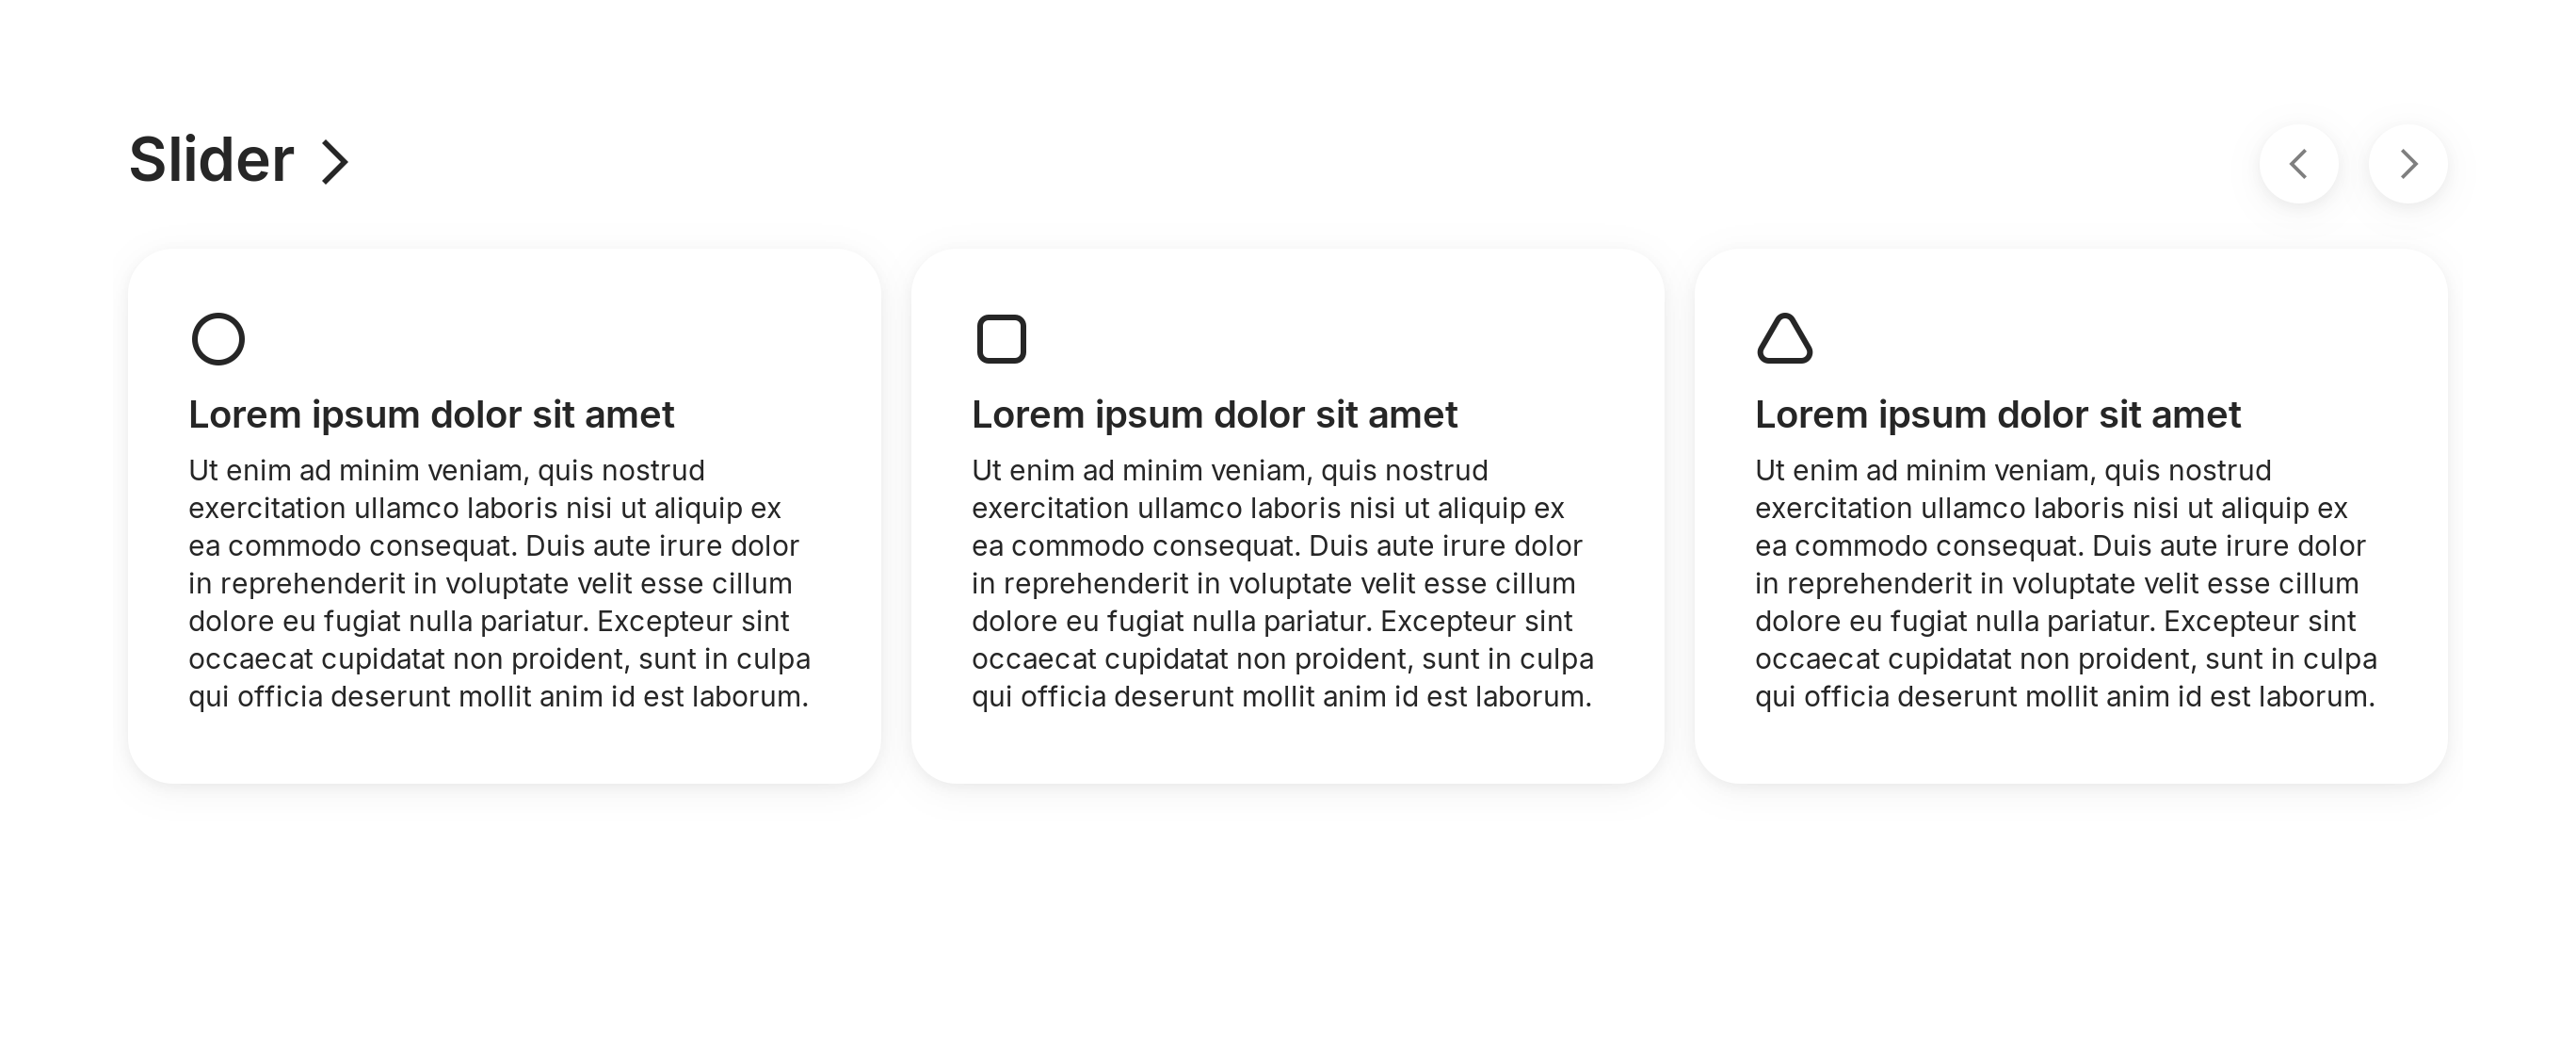 Slider
Lorem ipsum dolor sit amet
Ut enim ad minim veniam, quis nostrud
exercitation ullamco laboris nisi ut aliquip ex
ea commodo consequat. Duis aute irure dolor
in reprehenderit in voluptate velit esse cillum
dolore eu fugiat nulla pariatur. Excepteur sint
occaecat cupidatat non proident, sunt in culpa
qui officia deserunt mollit anim id est laborum.
Lorem ipsum dolor sit amet
Ut enim ad minim veniam, quis nostrud
exercitation ullamco laboris nisi ut aliquip ex
ea commodo consequat. Duis aute irure dolor
in reprehenderit in voluptate velit esse cillum
dolore eu fugiat nulla pariatur. Excepteur sint
occaecat cupidatat non proident, sunt in culpa
qui officia deserunt mollit anim id est laborum.
Lorem ipsum dolor sit amet
Ut enim ad minim veniam, quis nostrud
exercitation ullamco laboris nisi ut aliquip ex
ea commodo consequat. Duis aute irure dolor
in reprehenderit in voluptate velit esse cillum
dolore eu fugiat nulla pariatur. Excepteur sint
occaecat cupidatat non proident, sunt in culpa
qui officia deserunt mollit anim id est laborum.